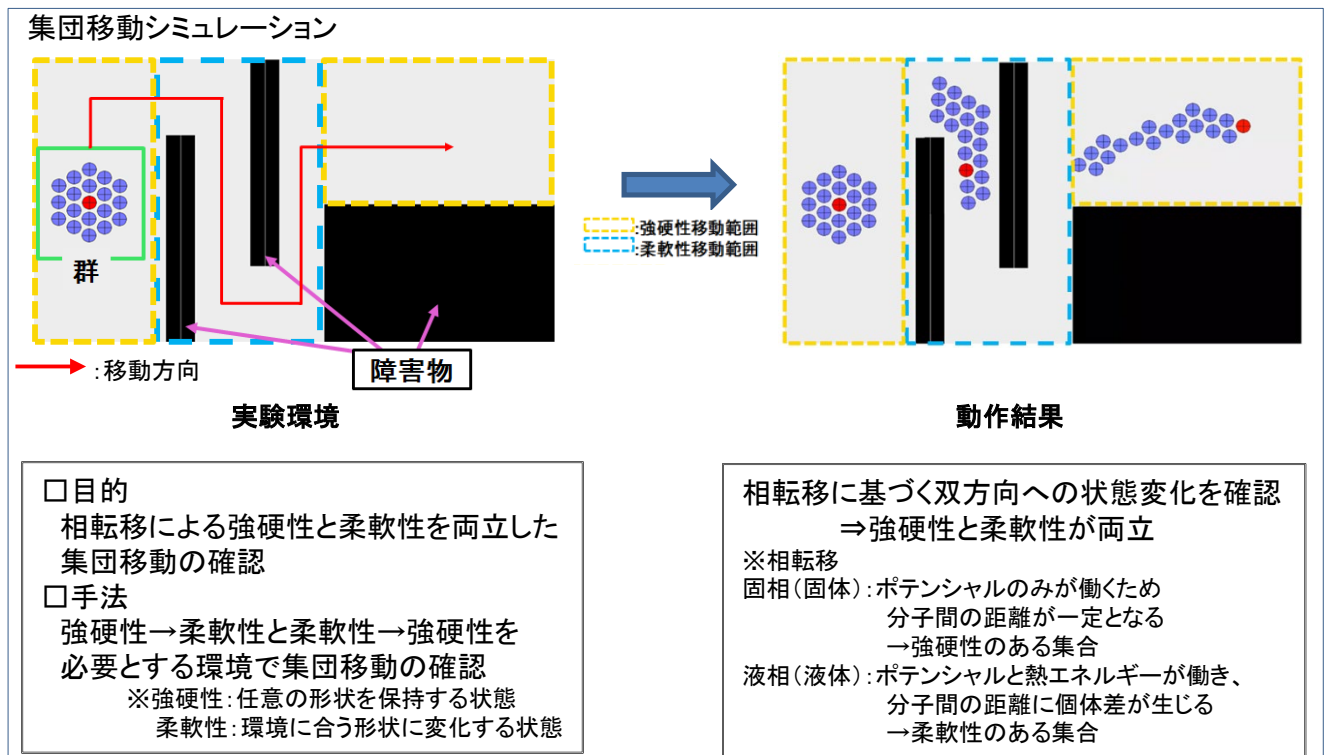 集団移動シミュレーション
群
:移動方向
障害物
:強硬性移動範囲
:柔軟性移動範囲
実験環境
動作結果
□目的
相転移による強硬性と柔軟性を両立した
集団移動の確認
□手法
強硬性→柔軟性と柔軟性→強硬性を
必要とする環境で集団移動の確認
※強硬性:任意の形状を保持する状態
柔軟性:環境に合う形状に変化する状態
相転移に基づく双方向への状態変化を確認
⇒強硬性と柔軟性が両立
※相転移
固相(固体):ポテンシャルのみが働くため
分子間の距離が一定となる
→強硬性のある集合
液相(液体):ポテンシャルと熱エネルギーが働き、
分子間の距離に個体差が生じる
→柔軟性のある集合